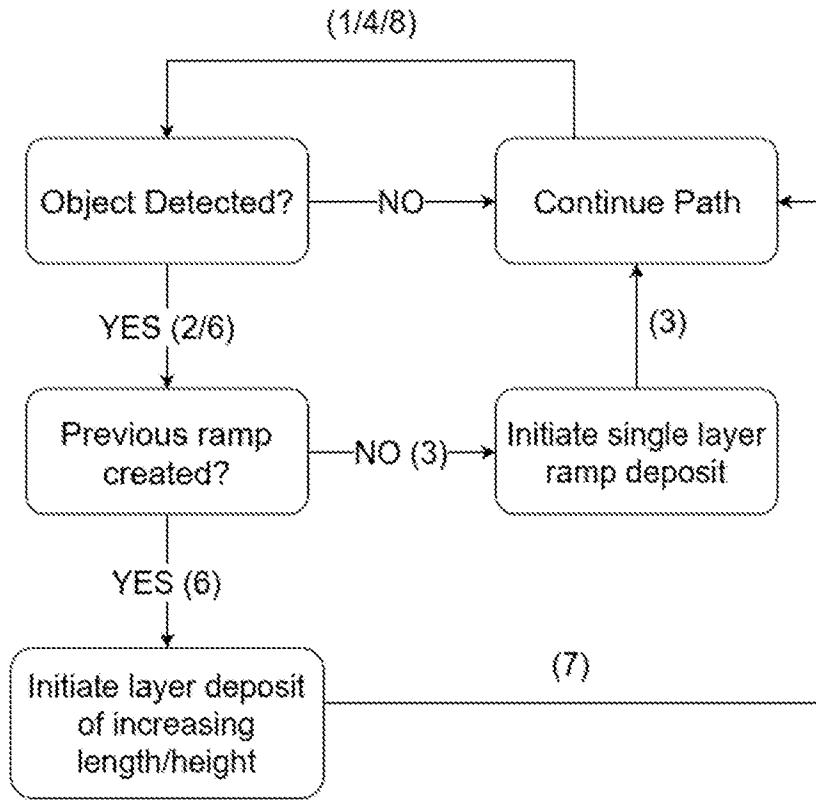 (1/4/8)
Object Detected?
NO
Continue Path
YES (2/6)
(3)
Previous ramp
created?
NO (3)
Initiate single layer
ramp deposit
YES (6)
(7)
Initiate layer deposit
of increasing
length/height